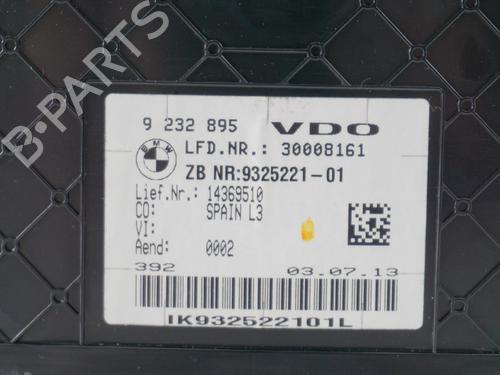 9 232 895 VDO
BMW LFD.NR.: 30008161
ZB NR:9325221-01
Lief.Nr.: 14369510
CO: SPAIN L3
VI:
Aend: 0002
392 03.07.13
IK932522101L
B-PARTS